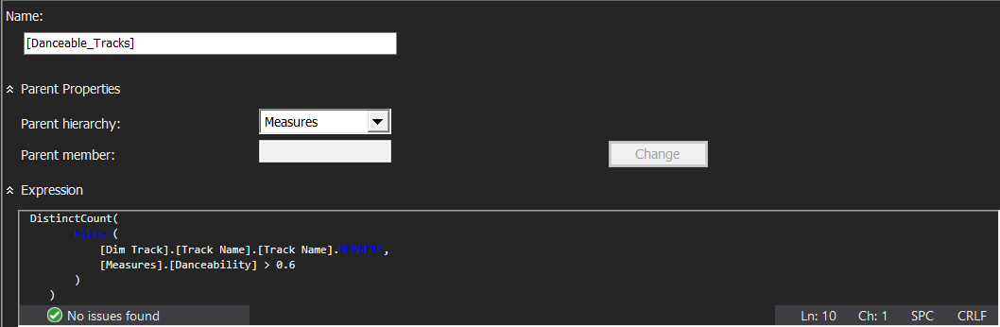 Name:
[Danceable_Tracks]
Parent Properties
Parent hierarchy:
Measures
Parent member:
Change
Expression
DistinctCount(
Filter(
[Dim Track].[Track Name].[Track Name].MEMBERS,
[Measures].[Danceability] > 0.6
)
)
No issues found
Ln: 10 Ch: 1 SPC CRLF